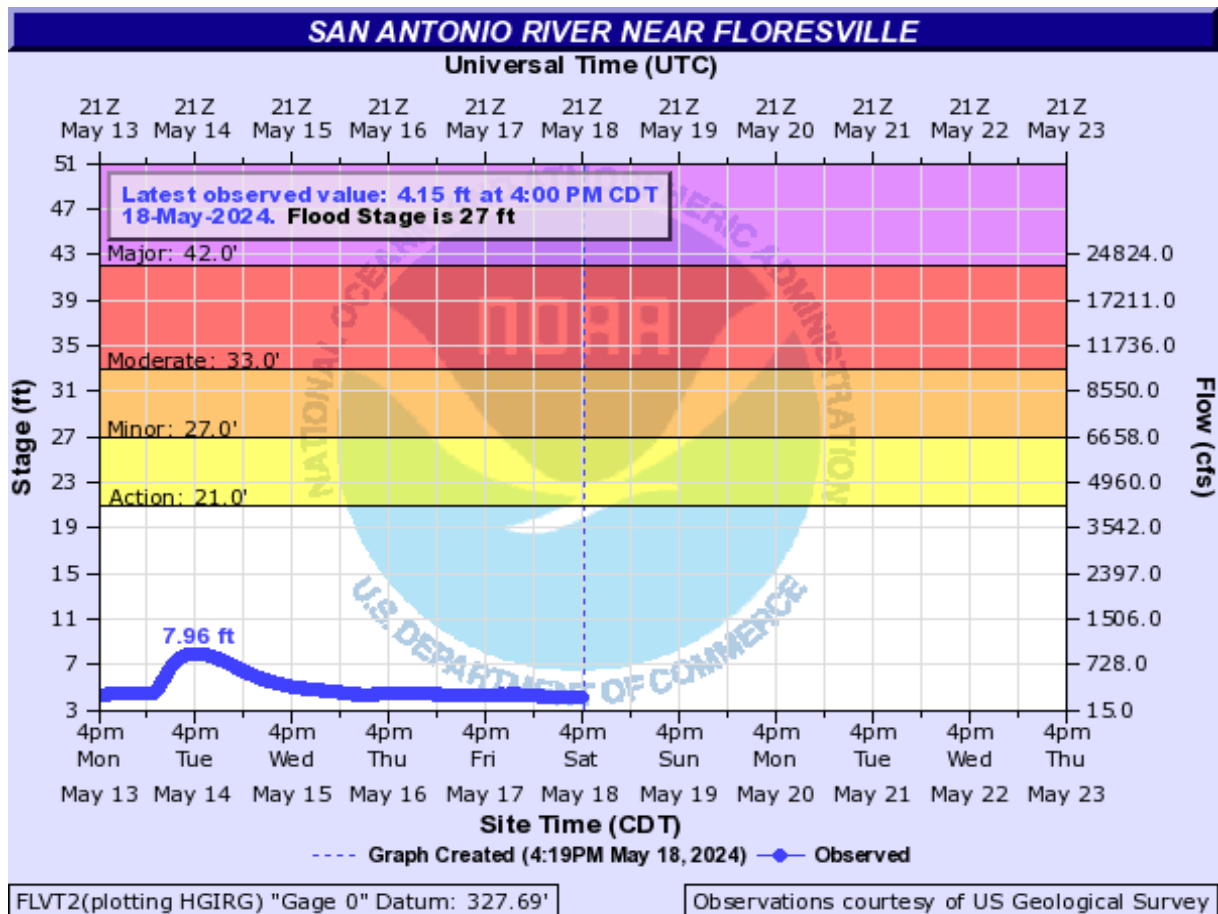 SAN ANTONIO RIVER NEAR FLORESVILLE
Universal Time (UTC)
21Z 21Z 21Z 21Z 21Z 21Z 21Z 21Z 21Z 21Z 21Z
May 13 May 14 May 15 May 16 May 17 May 18 May 19 May 20 May 21 May 22 May 23
Latest observed value: 4.15 ft at 4:00 PM CDT
18-May-2024. Flood Stage is 27 ft
Stage (ft)
51
47
43
39
35
31
27
23
19
15
11
7
3
Major: 42.0'
Moderate: 33.0'
Minor: 27.0'
Action: 21.0'
7.96 ft
NATIONAL OCEANIC AND ATMOSPHERIC ADMINISTRATION
NOAA
U.S. DEPARTMENT OF COMMERCE
24824.0
17211.0
11736.0
8550.0
6658.0
4960.0
3542.0
2397.0
1506.0
728.0
15.0
Flow (cfs)
4pm 4pm 4pm 4pm 4pm 4pm 4pm 4pm 4pm 4pm 4pm
Mon Tue Wed Thu Fri Sat Sun Mon Tue Wed Thu
May 13 May 14 May 15 May 16 May 17 May 18 May 19 May 20 May 21 May 22 May 23
Site Time (CDT)
Graph Created (4:19PM May 18, 2024) Observed
FLVT2(plotting HGIRG) "Gage 0" Datum: 327.69'
Observations courtesy of US Geological Survey